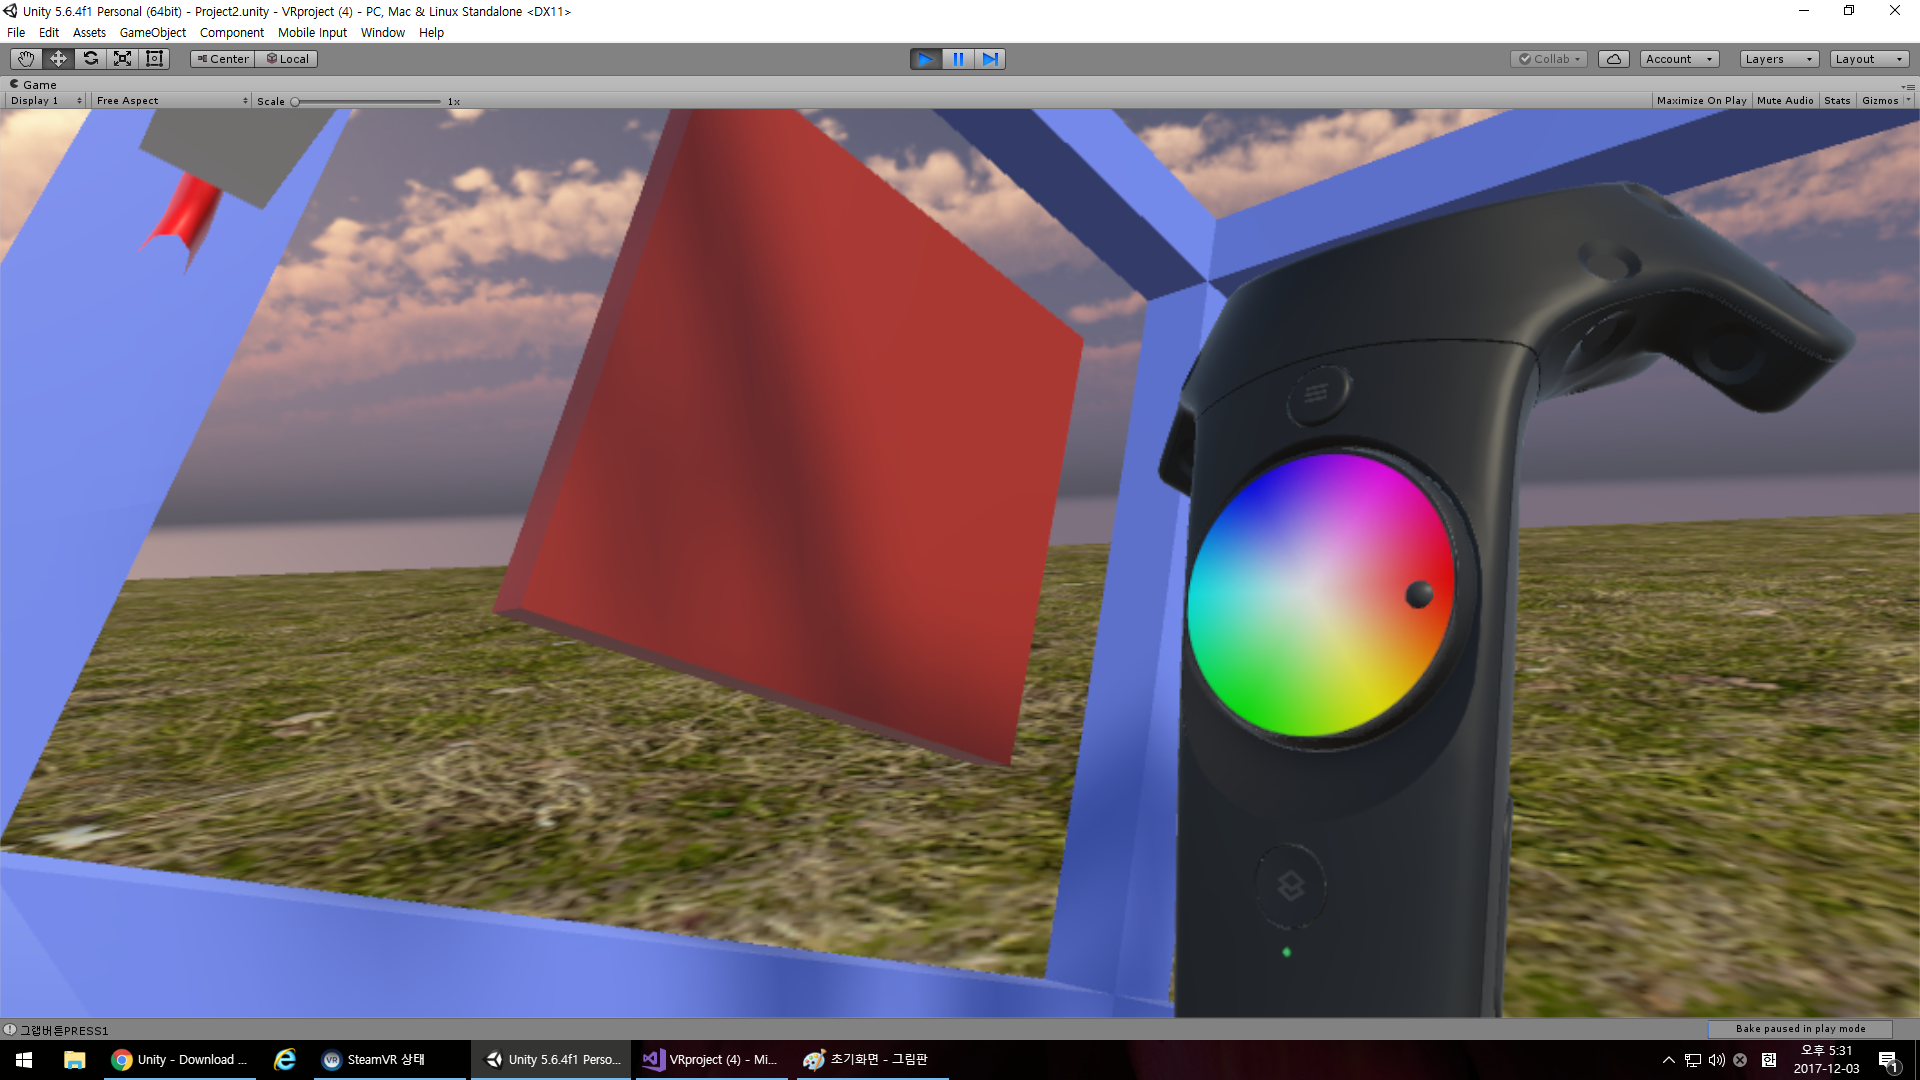 Unity 5.6.4f1 Personal (64bit) - Project2.unity - VRproject (4) - PC, Mac & Linux Standalone <DX11>
File Edit Assets GameObject Component Mobile Input Window Help
Center Local Collab Account Layers Layout
Game
Display 1 Free Aspect Scale 1x Maximize On Play Mute Audio Stats Gizmos
그랩버튼PRESS1 Bake paused in play mode
Unity - Download ... VR SteamVR 상태 Unity 5.6.4f1 Perso... VRproject (4) - Mi... 초기화면 - 그림판 한 오후 5:31
2017-12-03 1